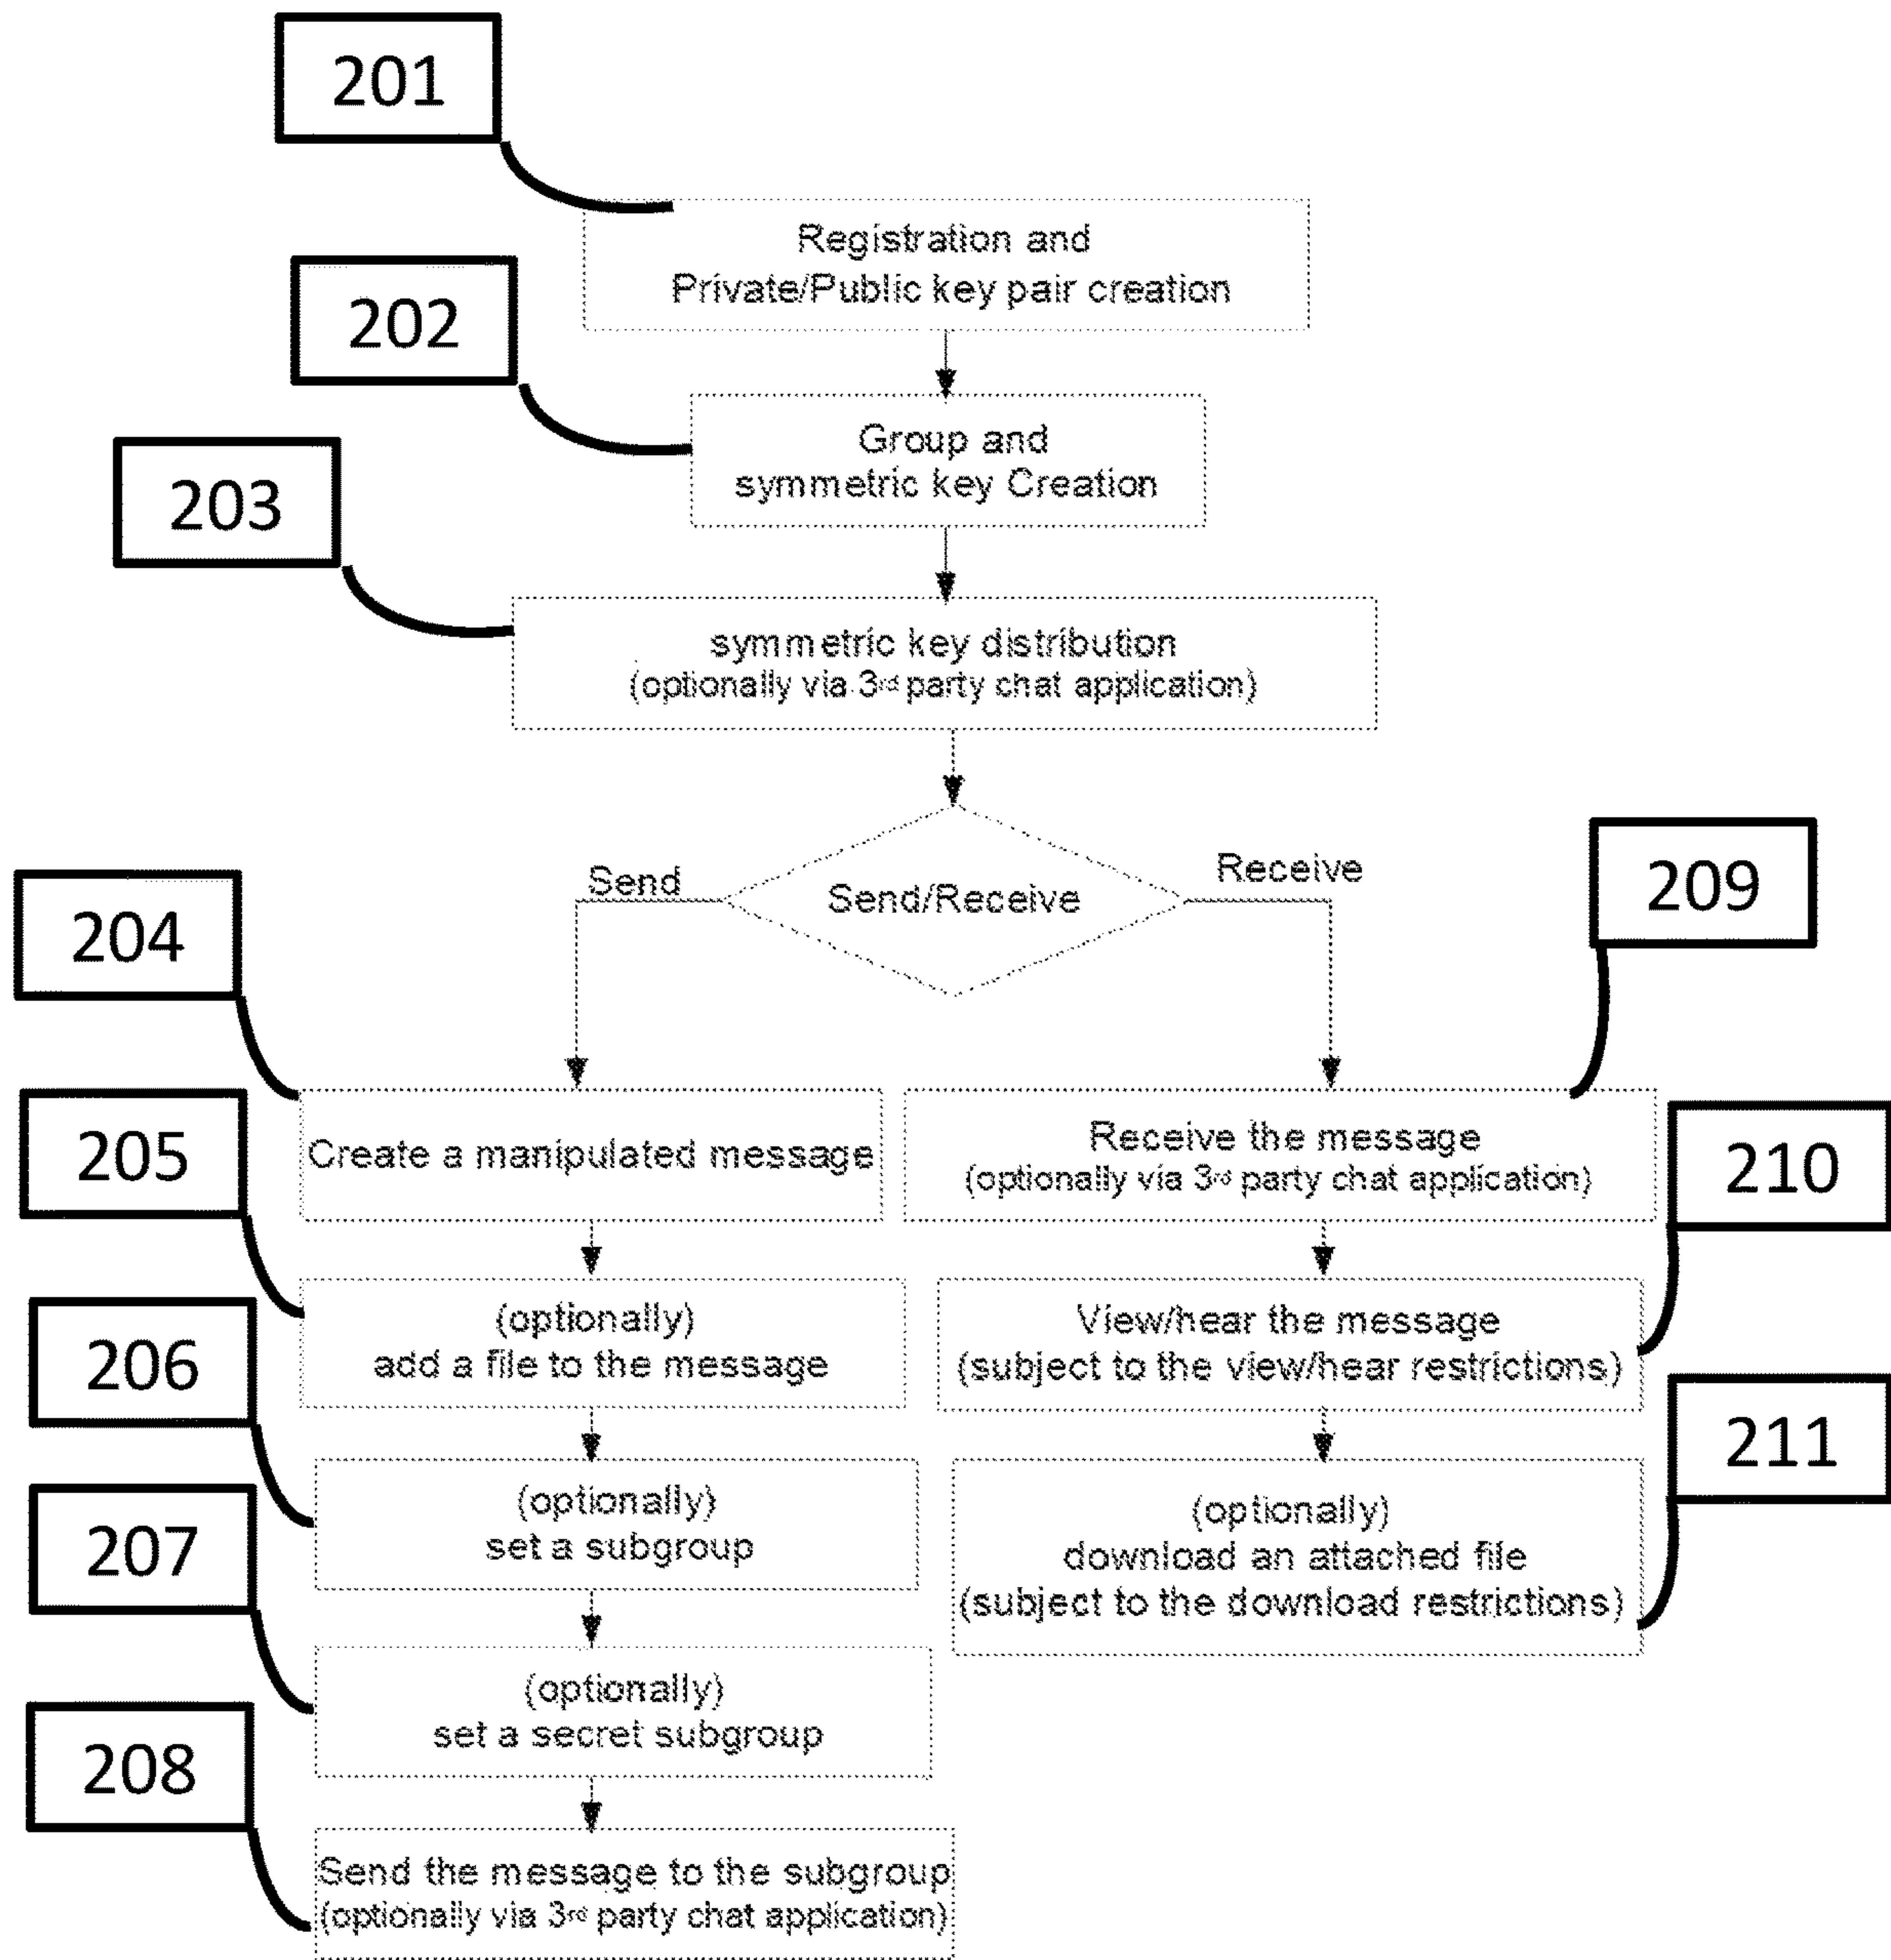 201
Registration and
Private/Public key pair creation
202
Group and
symmetric key Creation
203
symmetric key distribution
(optionally via 3rd party chat application)
Send/Receive
Send
Receive
204
Create a manipulated message
205
(optionally)
add a file to the message
206
(optionally)
set a subgroup
207
(optionally)
set a secret subgroup
208
Send the message to the subgroup
(optionally via 3rd party chat application)
209
Receive the message
(optionally via 3rd party chat application)
210
View/hear the message
(subject to the view/hear restrictions)
211
(optionally)
download an attached file
(subject to the download restrictions)